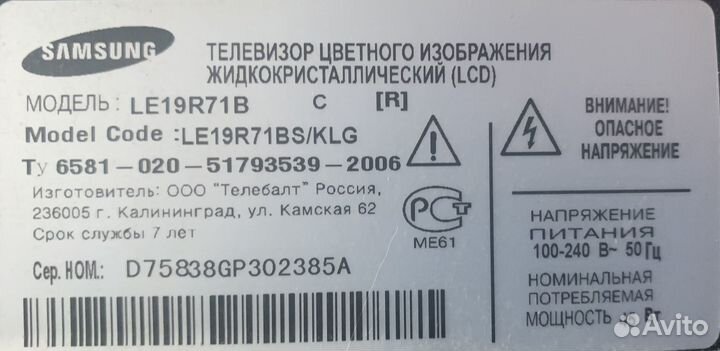 SAMSUNG
ТЕЛЕВИЗОР ЦВЕТНОГО ИЗОБРАЖЕНИЯ
ЖИДКОКРИСТАЛЛИЧЕСКИЙ (LCD)
МОДЕЛЬ: LE19R71B C [R]
Model Code :LE19R71BS/KLG
Ту 6581-020-51793539-2006
Изготовитель: ООО "Телебалт" Россия,
236005 г. Калининград, ул. Камская 62
Срок службы 7 лет
РСТ
МЕ61
Сер. НОМ.: D75838GP302385A
ВНИМАНИЕ!
ОПАСНОЕ
НАПРЯЖЕНИЕ
НАПРЯЖЕНИЕ
ПИТАНИЯ
100-240 В~ 50 Гц
НОМИНАЛЬНАЯ
ПОТРЕБЛЯЕМАЯ
МОЩНОСТЬ Вт
Avito